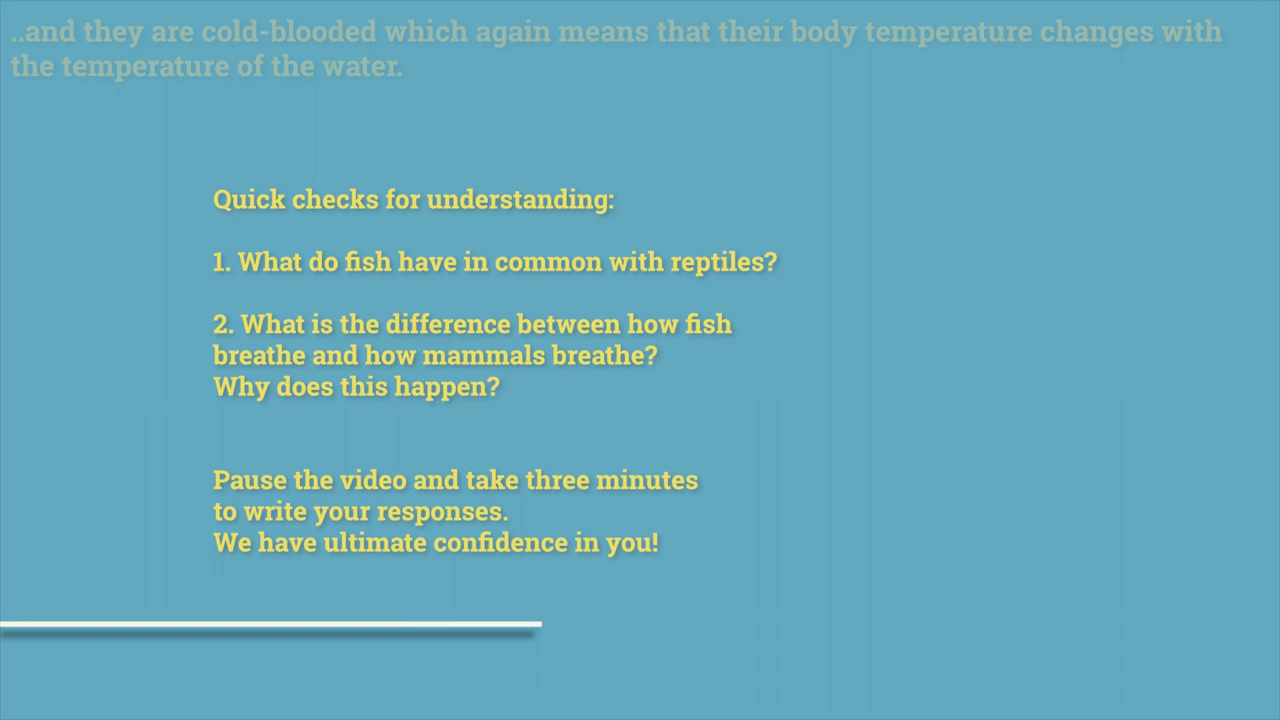 ..and they are cold-blooded which again means that their body temperature changes with
the temperature of the water.
Quick checks for understanding:
1. What do fish have in common with reptiles?
2. What is the difference between how fish
breathe and how mammals breathe?
Why does this happen?
Pause the video and take three minutes
to write your responses.
We have ultimate confidence in you!